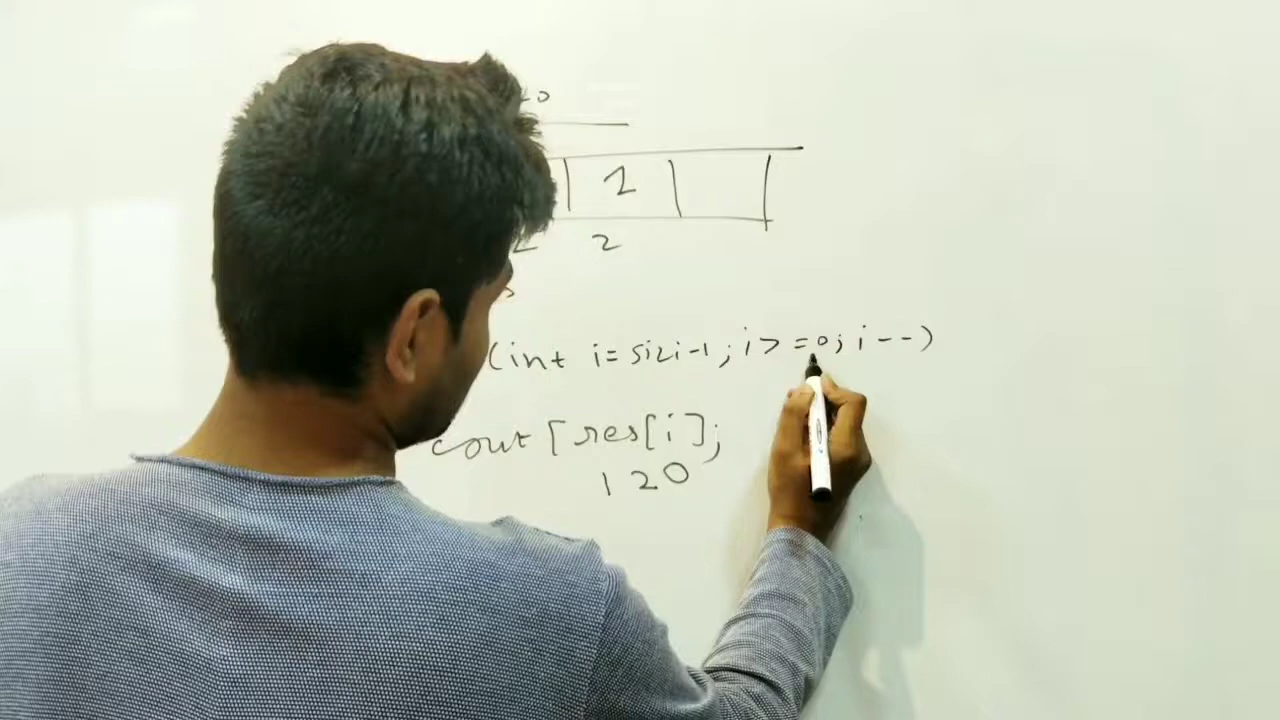 2
2
(int i=size-1; i>=0; i--)
cout [res[i];
120